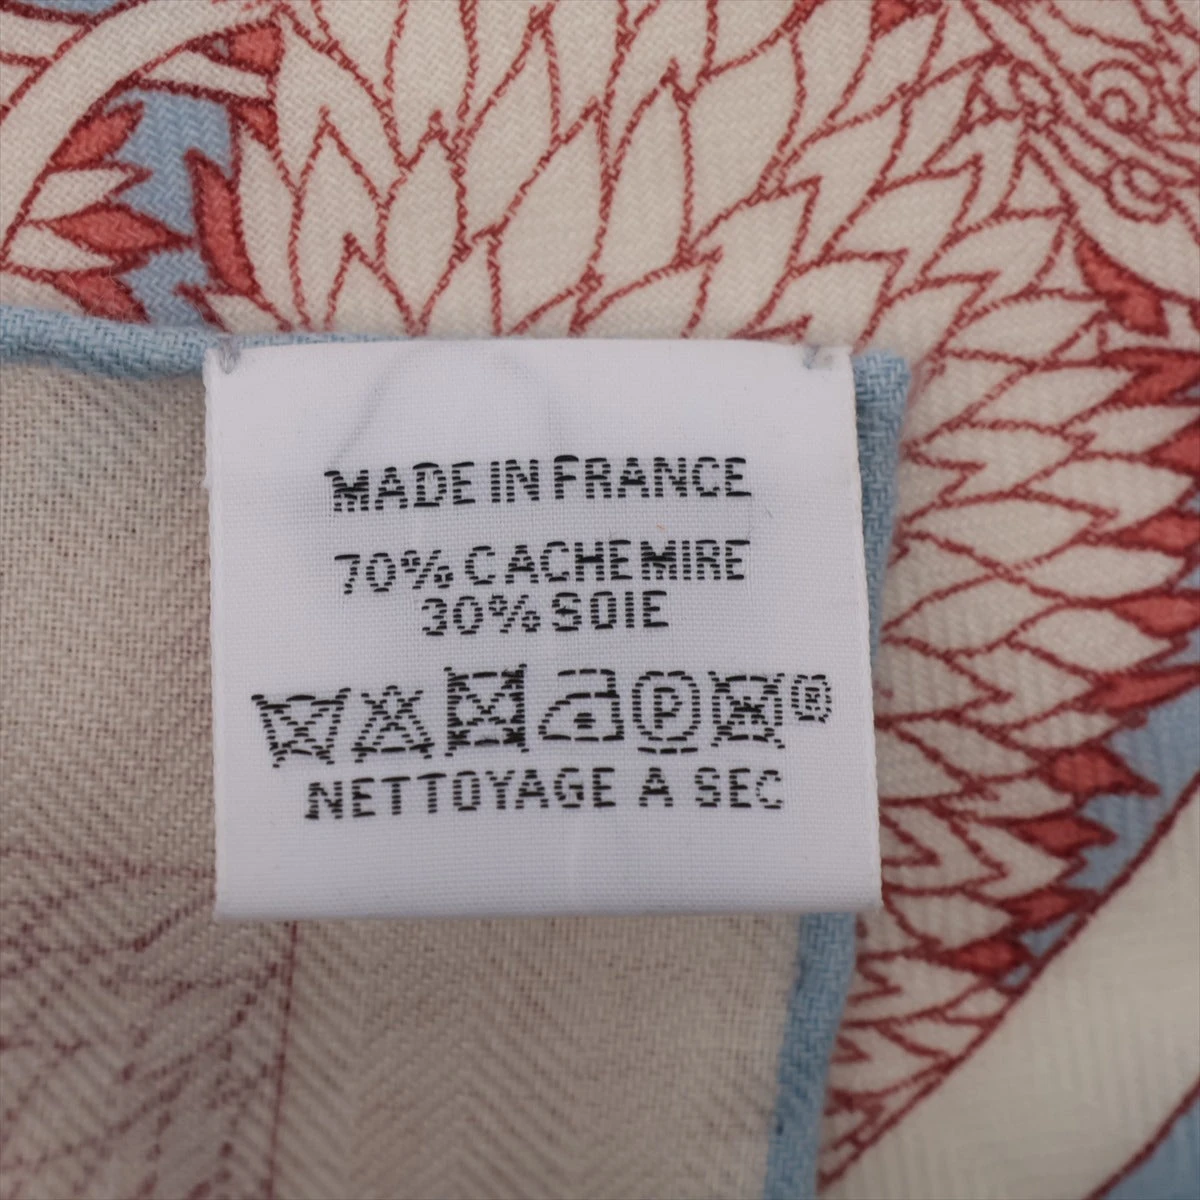 MADE IN FRANCE
70% CACHEMIRE
30% SOIE
P ®
NETTOYAGE A SEC